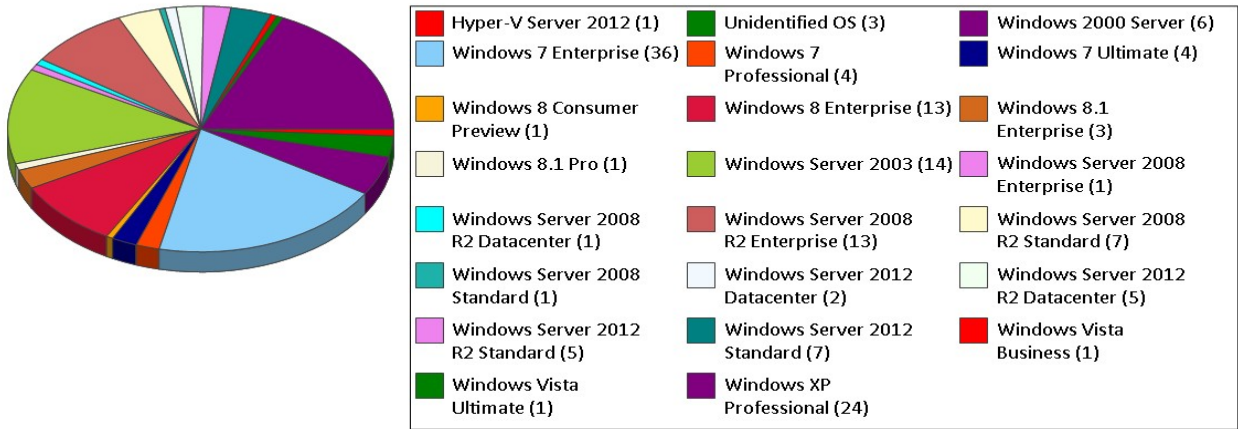 Hyper-V Server 2012 (1)
Unidentified OS (3)
Windows 2000 Server (6)
Windows 7 Enterprise (36)
Windows 7
Professional (4)
Windows 7 Ultimate (4)
Windows 8 Consumer
Preview (1)
Windows 8 Enterprise (13)
Windows 8.1
Enterprise (3)
Windows 8.1 Pro (1)
Windows Server 2003 (14)
Windows Server 2008
Enterprise (1)
Windows Server 2008
R2 Datacenter (1)
Windows Server 2008
R2 Enterprise (13)
Windows Server 2008
R2 Standard (7)
Windows Server 2008
Standard (1)
Windows Server 2012
Datacenter (2)
Windows Server 2012
R2 Datacenter (5)
Windows Server 2012
R2 Standard (5)
Windows Server 2012
Standard (7)
Windows Vista
Business (1)
Windows Vista
Ultimate (1)
Windows XP
Professional (24)